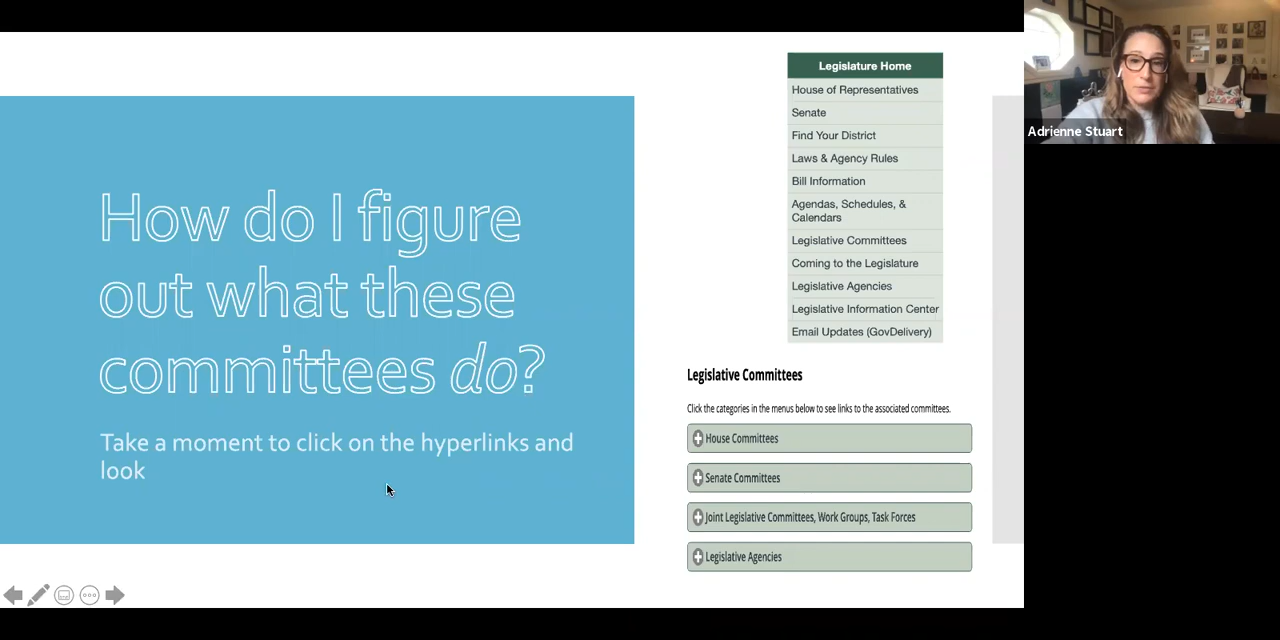 How do I figure
out what these
committees do?
Take a moment to click on the hyperlinks and
look
Legislature Home
House of Representatives
Senate
Find Your District
Laws & Agency Rules
Bill Information
Agendas, Schedules, &
Calendars
Legislative Committees
Coming to the Legislature
Legislative Agencies
Legislative Information Center
Email Updates (GovDelivery)
Legislative Committees
Click the categories in the menus below to see links to the associated committees.
House Committees
Senate Committees
Joint Legislative Committees, Work Groups, Task Forces
Legislative Agencies
Adrienne Stuart